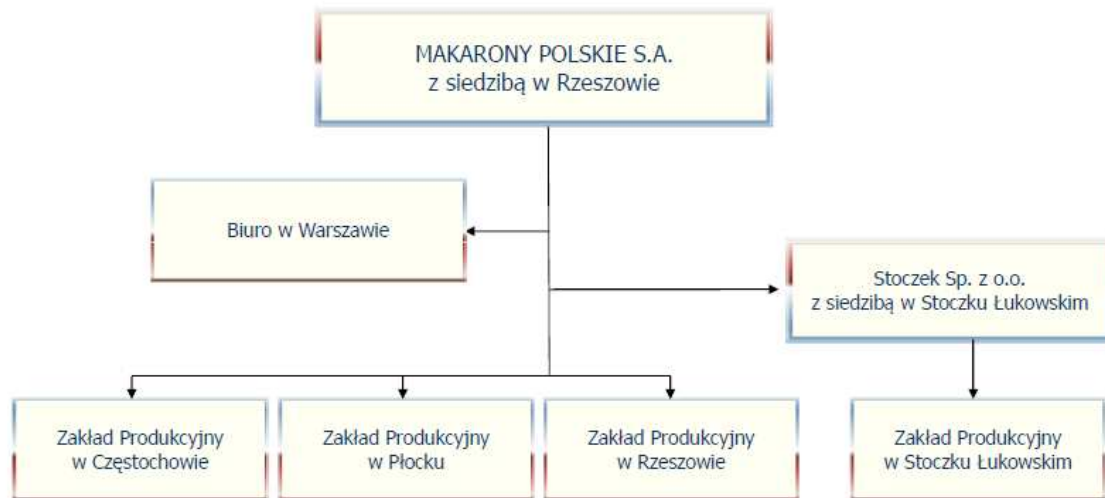 MAKARONY POLSKIE S.A.
z siedzibą w Rzeszowie
Biuro w Warszawie
Stoczek Sp. z o.o.
z siedzibą w Stoczku Łukowskim
Zakład Produkcyjny
w Częstochowie
Zakład Produkcyjny
w Płocku
Zakład Produkcyjny
w Rzeszowie
Zakład Produkcyjny
w Stoczku Łukowskim